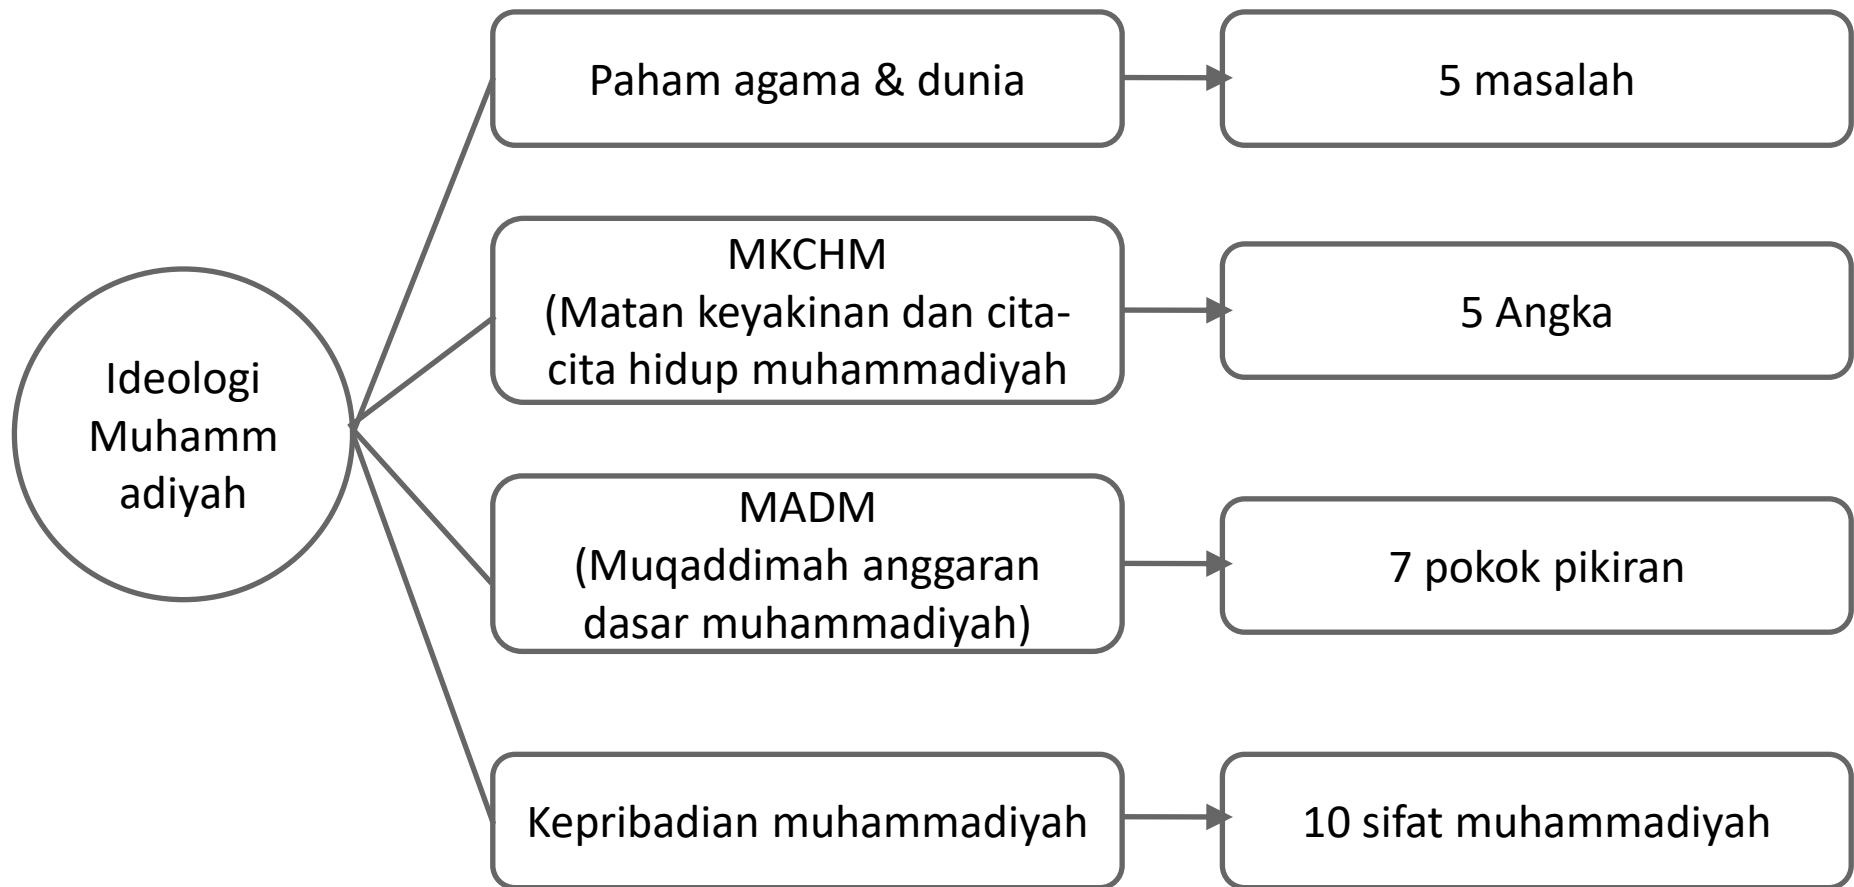 Paham agama & dunia
5 masalah
MKCHM
(Matan keyakinan dan cita-
cita hidup muhammadiyah
5 Angka
Ideologi
Muhamm
adiyah
MADM
(Muqaddimah anggaran
dasar muhammadiyah)
7 pokok pikiran
Kepribadian muhammadiyah
10 sifat muhammadiyah